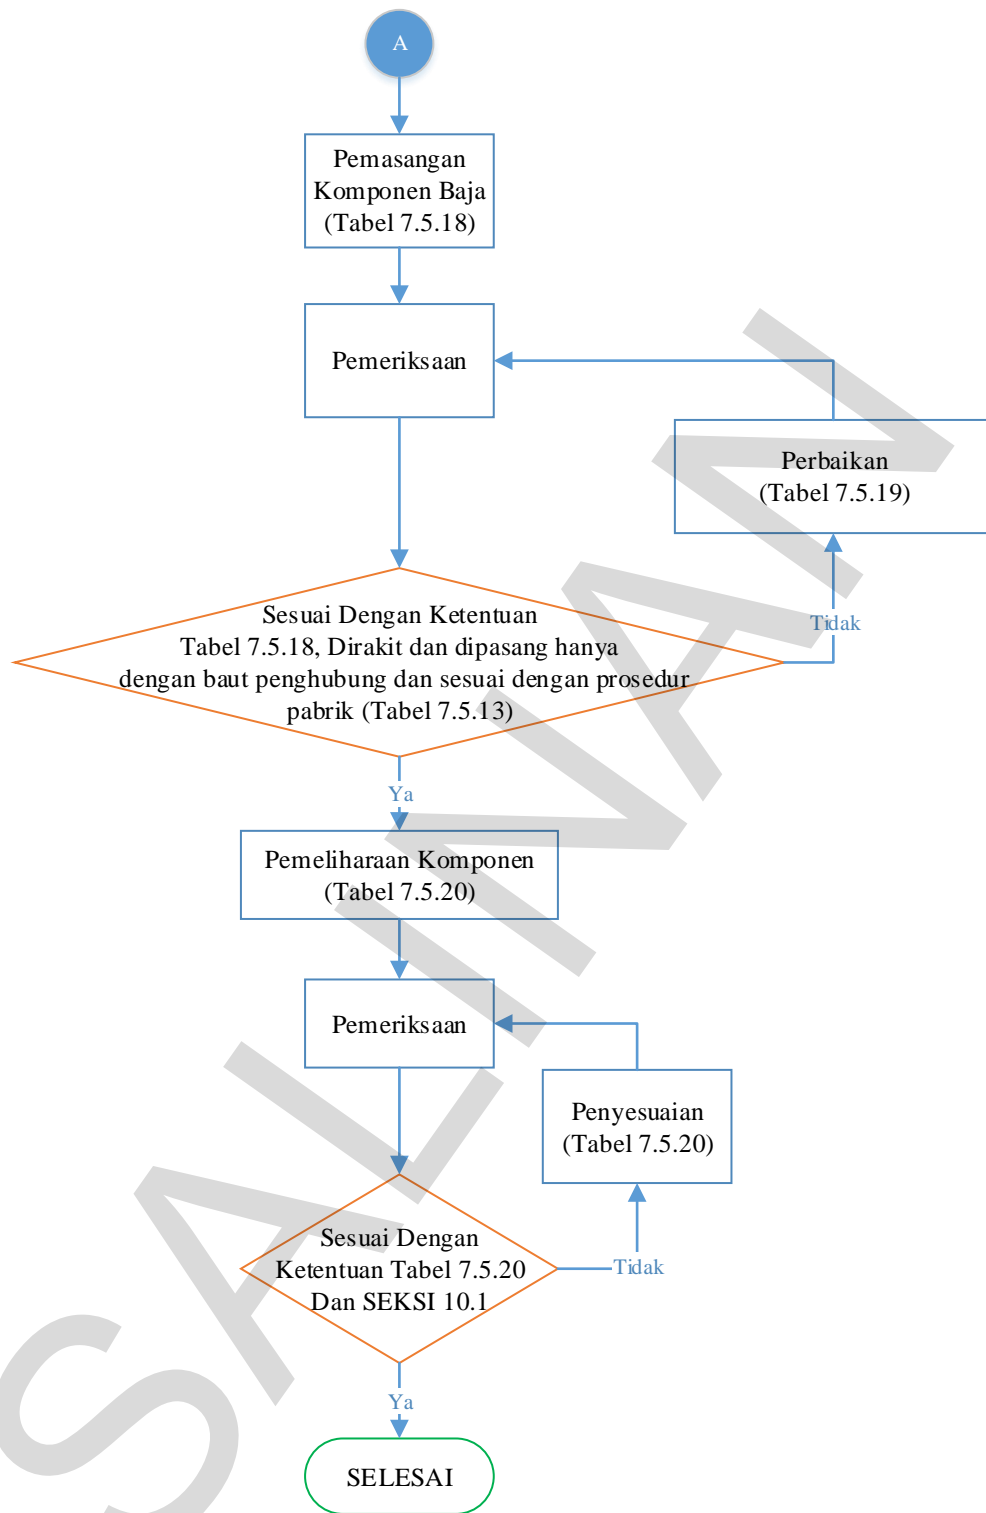 A
Pemasangan
Komponen Baja
(Tabel 7.5.18)
Pemeriksaan
Perbaikan
(Tabel 7.5.19)
Tidak
Sesuai Dengan Ketentuan
Tabel 7.5.18, Dirakit dan dipasang hanya
dengan baut penghubung dan sesuai dengan prosedur
pabrik (Tabel 7.5.13)
Ya
Pemeliharaan Komponen
(Tabel 7.5.20)
Pemeriksaan
Penyesuaian
(Tabel 7.5.20)
Tidak
Sesuai Dengan
Ketentuan Tabel 7.5.20
Dan SEKSI 10.1
Ya
SELESAI
SALINAN